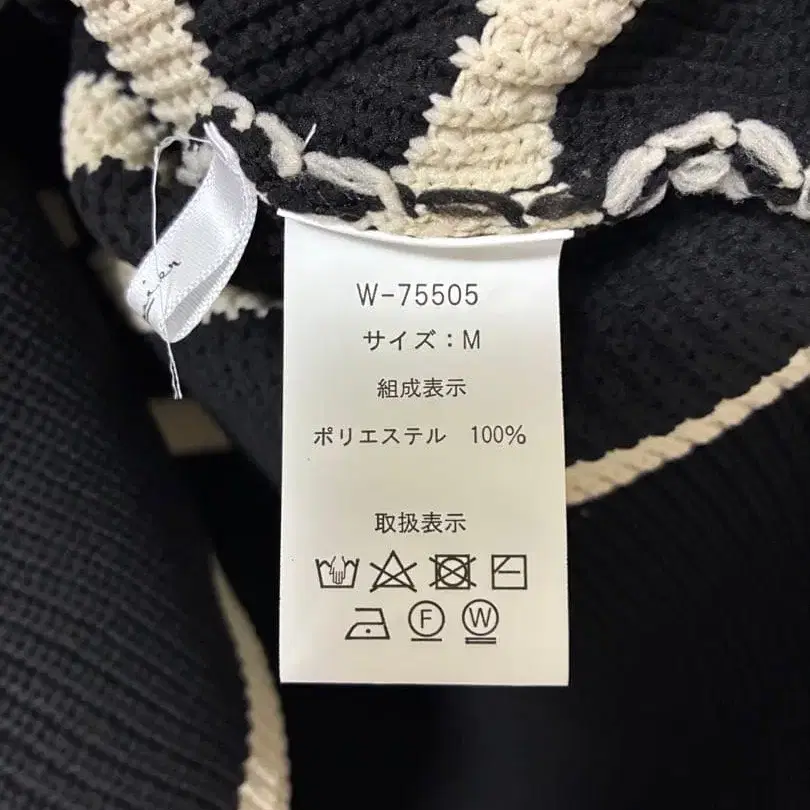 W-75505
サイズ：M
組成表示
ポリエステル 100%
取扱表示
F W